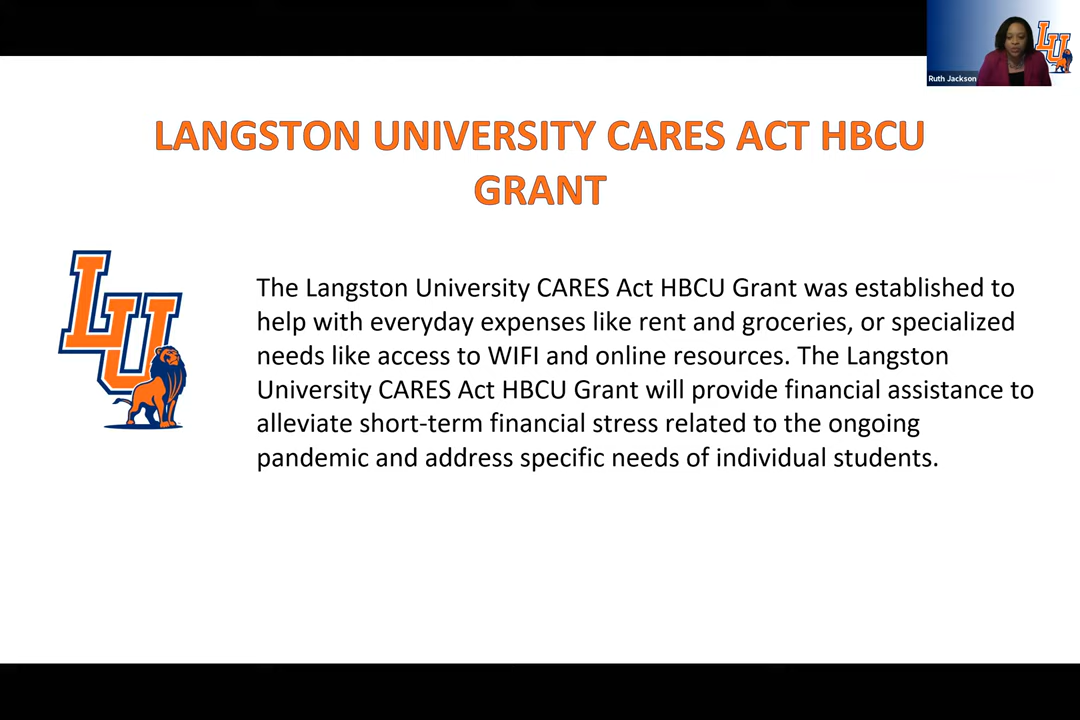 LU
Ruth Jackson
LANGSTON UNIVERSITY CARES ACT HBCU
GRANT
LU
The Langston University CARES Act HBCU Grant was established to
help with everyday expenses like rent and groceries, or specialized
needs like access to WIFI and online resources. The Langston
University CARES Act HBCU Grant will provide financial assistance to
alleviate short-term financial stress related to the ongoing
pandemic and address specific needs of individual students.